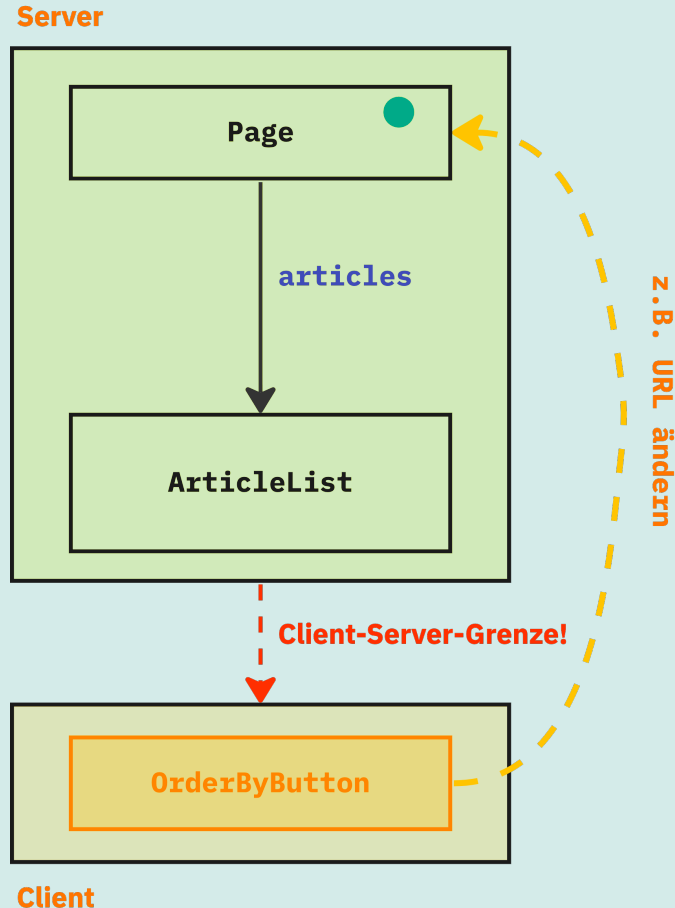 Server
Page
articles
z.B. URL ändern
ArticleList
Client-Server-Grenze!
OrderByButton
Client